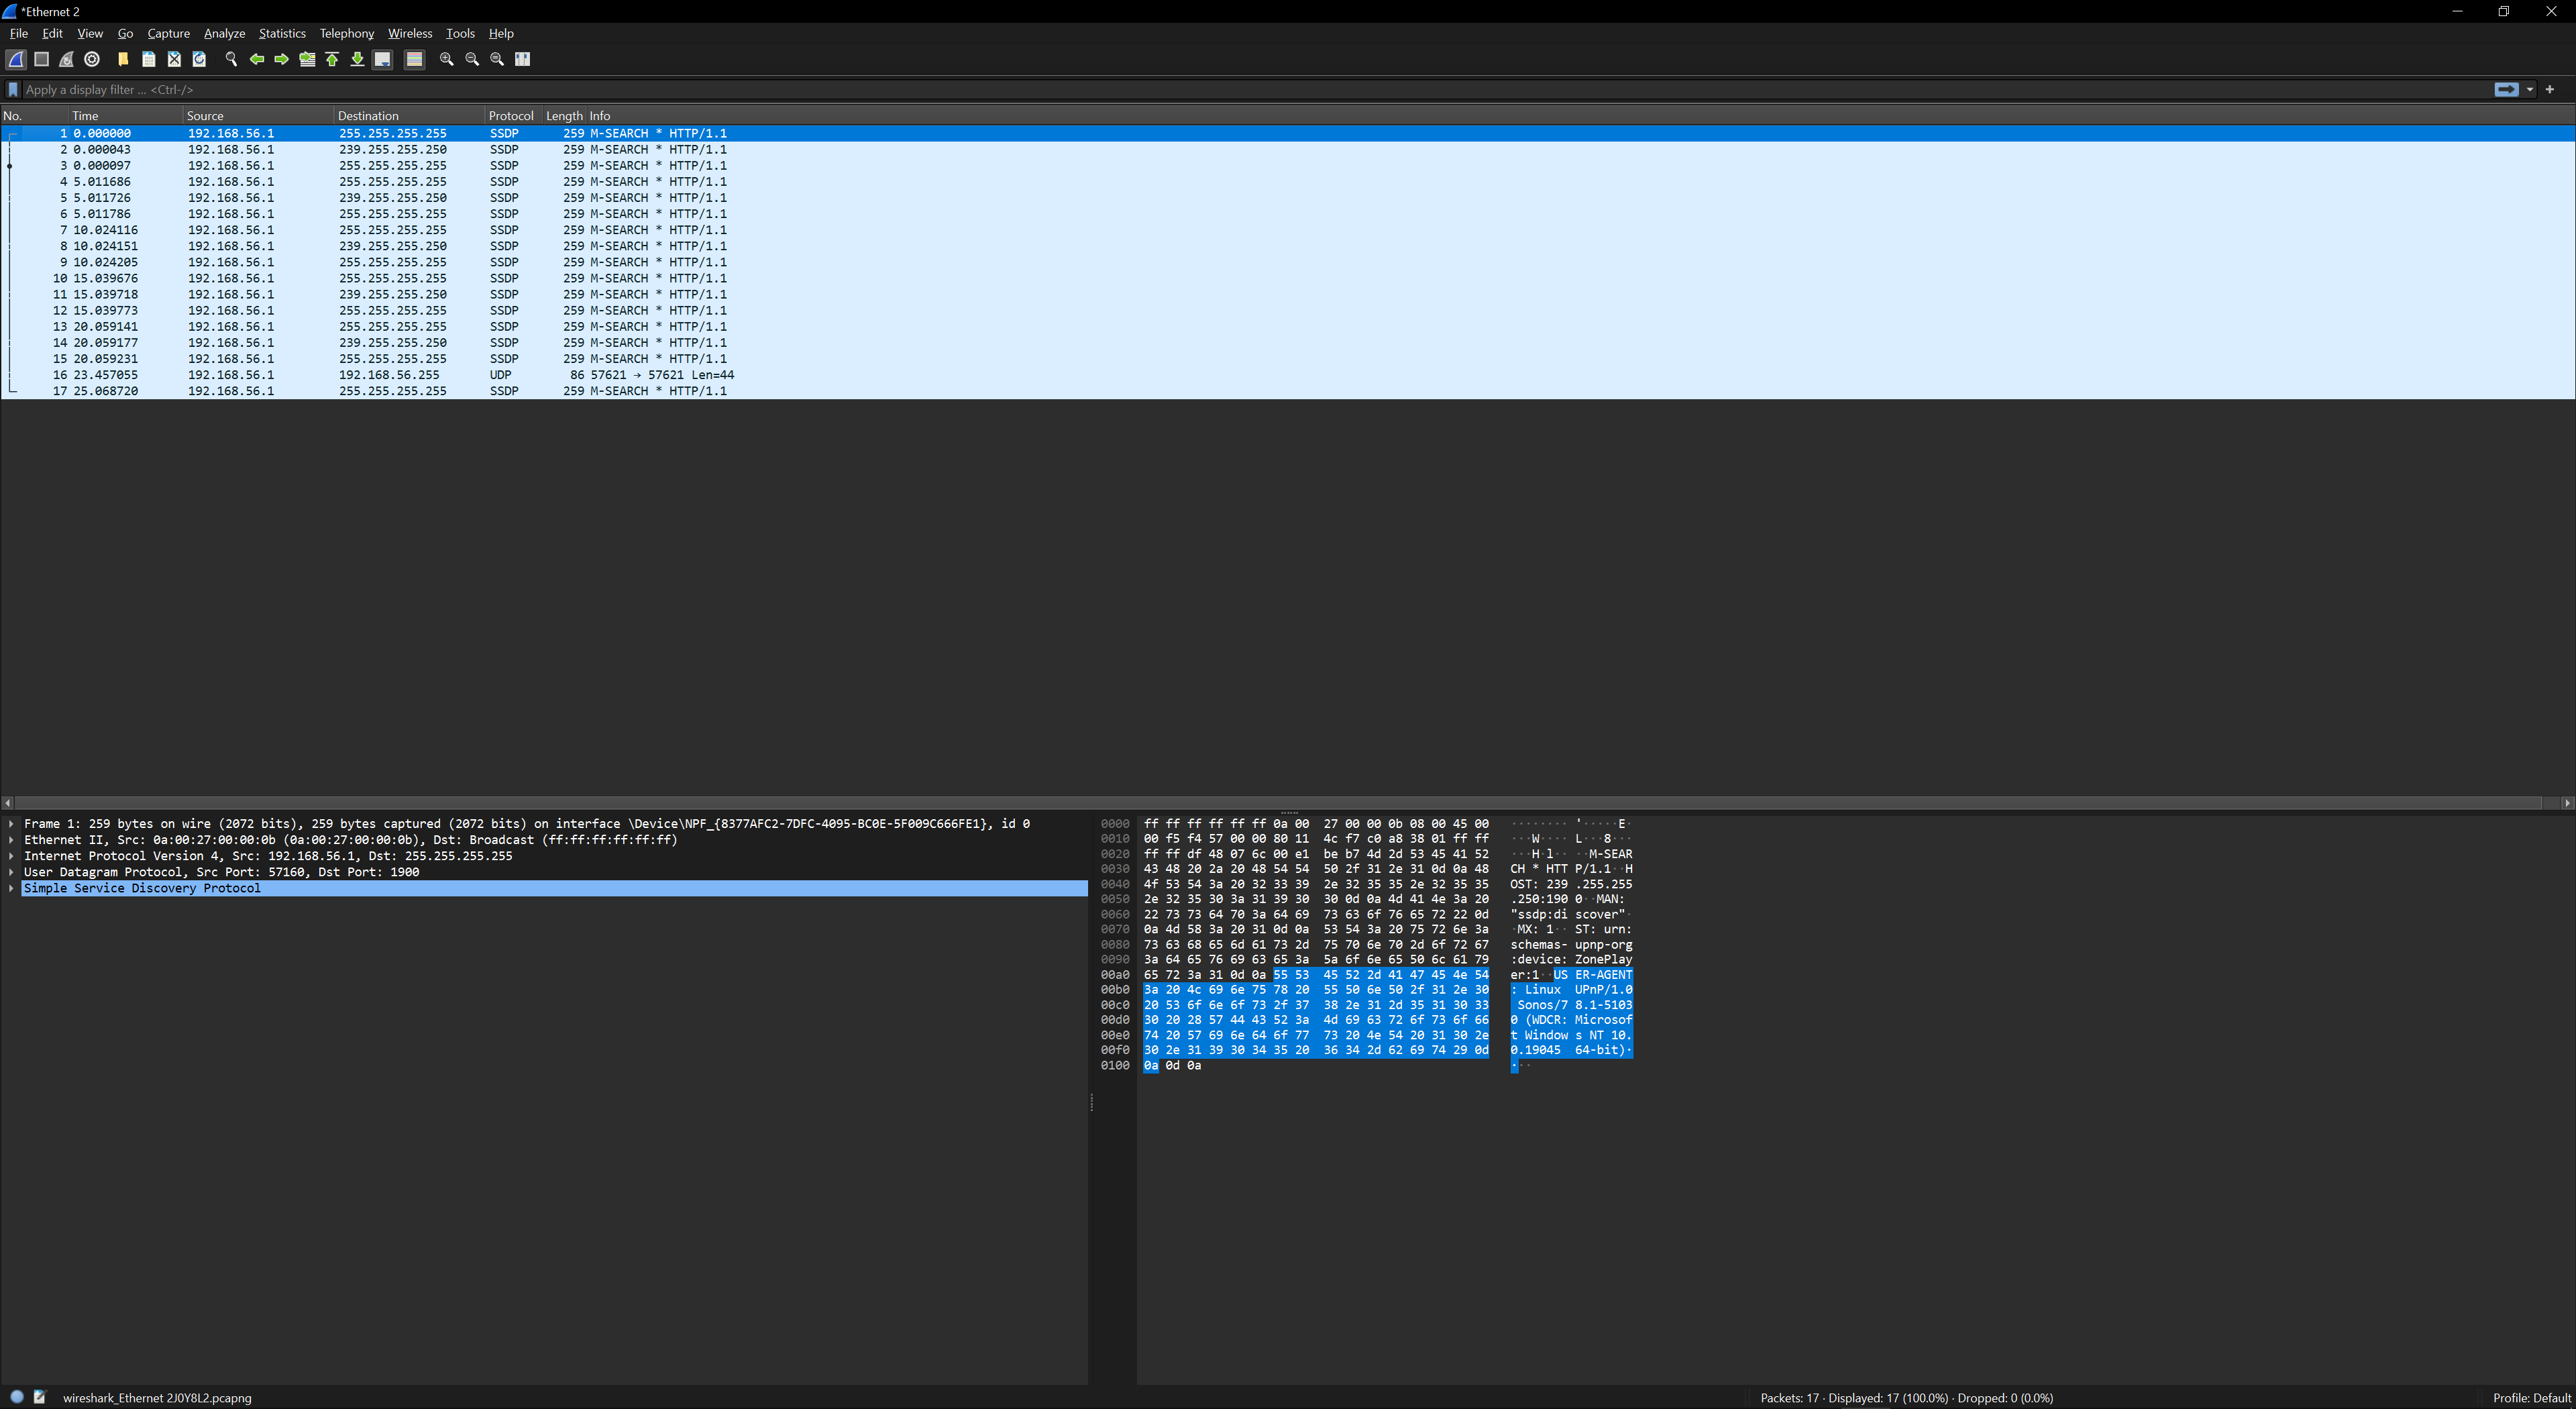 *Ethernet 2
File Edit View Go Capture Analyze Statistics Telephony Wireless Tools Help
Apply a display filter ... <Ctrl-/>
No. Time Source Destination Protocol Length Info
1 0.000000 192.168.56.1 255.255.255.255 SSDP 259 M-SEARCH * HTTP/1.1
2 0.000043 192.168.56.1 239.255.255.250 SSDP 259 M-SEARCH * HTTP/1.1
3 0.000097 192.168.56.1 255.255.255.255 SSDP 259 M-SEARCH * HTTP/1.1
4 5.011686 192.168.56.1 255.255.255.255 SSDP 259 M-SEARCH * HTTP/1.1
5 5.011726 192.168.56.1 239.255.255.250 SSDP 259 M-SEARCH * HTTP/1.1
6 5.011786 192.168.56.1 255.255.255.255 SSDP 259 M-SEARCH * HTTP/1.1
7 10.024116 192.168.56.1 255.255.255.255 SSDP 259 M-SEARCH * HTTP/1.1
8 10.024151 192.168.56.1 239.255.255.250 SSDP 259 M-SEARCH * HTTP/1.1
9 10.024205 192.168.56.1 255.255.255.255 SSDP 259 M-SEARCH * HTTP/1.1
10 15.039676 192.168.56.1 255.255.255.255 SSDP 259 M-SEARCH * HTTP/1.1
11 15.039718 192.168.56.1 239.255.255.250 SSDP 259 M-SEARCH * HTTP/1.1
12 15.039773 192.168.56.1 255.255.255.255 SSDP 259 M-SEARCH * HTTP/1.1
13 20.059141 192.168.56.1 255.255.255.255 SSDP 259 M-SEARCH * HTTP/1.1
14 20.059177 192.168.56.1 239.255.255.250 SSDP 259 M-SEARCH * HTTP/1.1
15 20.059231 192.168.56.1 255.255.255.255 SSDP 259 M-SEARCH * HTTP/1.1
16 23.457055 192.168.56.1 192.168.56.255 UDP 86 57621 → 57621 Len=44
17 25.068720 192.168.56.1 255.255.255.255 SSDP 259 M-SEARCH * HTTP/1.1
Frame 1: 259 bytes on wire (2072 bits), 259 bytes captured (2072 bits) on interface \Device\NPF_{8377AFC2-7DFC-4095-BC0E-5F009C666FE1}, id 0
Ethernet II, Src: 0a:00:27:00:00:0b (0a:00:27:00:00:0b), Dst: Broadcast (ff:ff:ff:ff:ff:ff)
Internet Protocol Version 4, Src: 192.168.56.1, Dst: 255.255.255.255
User Datagram Protocol, Src Port: 57160, Dst Port: 1900
Simple Service Discovery Protocol
0000 ff ff ff ff ff ff 0a 00 27 00 00 0b 08 00 45 00 ········ '·····E·
0010 00 f5 f4 57 00 00 80 11 4c f7 c0 a8 38 01 ff ff ···W···· L···8···
0020 ff ff df 48 07 6c 00 e1 be b7 4d 2d 53 45 41 52 ···H·l·· ··M-SEAR
0030 43 48 20 2a 20 48 54 54 50 2f 31 2e 31 0d 0a 48 CH * HTT P/1.1··H
0040 4f 53 54 3a 20 32 33 39 2e 32 35 35 2e 32 35 35 OST: 239 .255.255
0050 2e 32 35 30 3a 31 39 30 30 0d 0a 4d 41 4e 3a 20 .250:190 0··MAN:
0060 22 73 73 64 70 3a 64 69 73 63 6f 76 65 72 22 0d "ssdp:di scover"·
0070 0a 4d 58 3a 20 31 0d 0a 53 54 3a 20 75 72 6e 3a ·MX: 1·· ST: urn:
0080 73 63 68 65 6d 61 73 2d 75 70 6e 70 2d 6f 72 67 schemas- upnp-org
0090 3a 64 65 76 69 63 65 3a 5a 6f 6e 65 50 6c 61 79 :device: ZonePlay
00a0 65 72 3a 31 0d 0a 55 53 45 52 2d 41 47 45 4e 54 er:1··US ER-AGENT
00b0 3a 20 4c 69 6e 75 78 20 55 50 6e 50 2f 31 2e 30 : Linux UPnP/1.0
00c0 20 53 6f 6e 6f 73 2f 37 38 2e 31 2d 35 31 30 33 Sonos/7 8.1-5103
00d0 30 20 28 57 44 43 52 3a 4d 69 63 72 6f 73 6f 66 0 (WDCR: Microsof
00e0 74 20 57 69 6e 64 6f 77 73 20 4e 54 20 31 30 2e t Window s NT 10.
00f0 30 2e 31 39 30 34 35 20 36 34 2d 62 69 74 29 0d 0.19045 64-bit)·
0100 0a 0d 0a ···
wireshark_Ethernet 2J0Y8L2.pcapng
Packets: 17 · Displayed: 17 (100.0%) · Dropped: 0 (0.0%)
Profile: Default